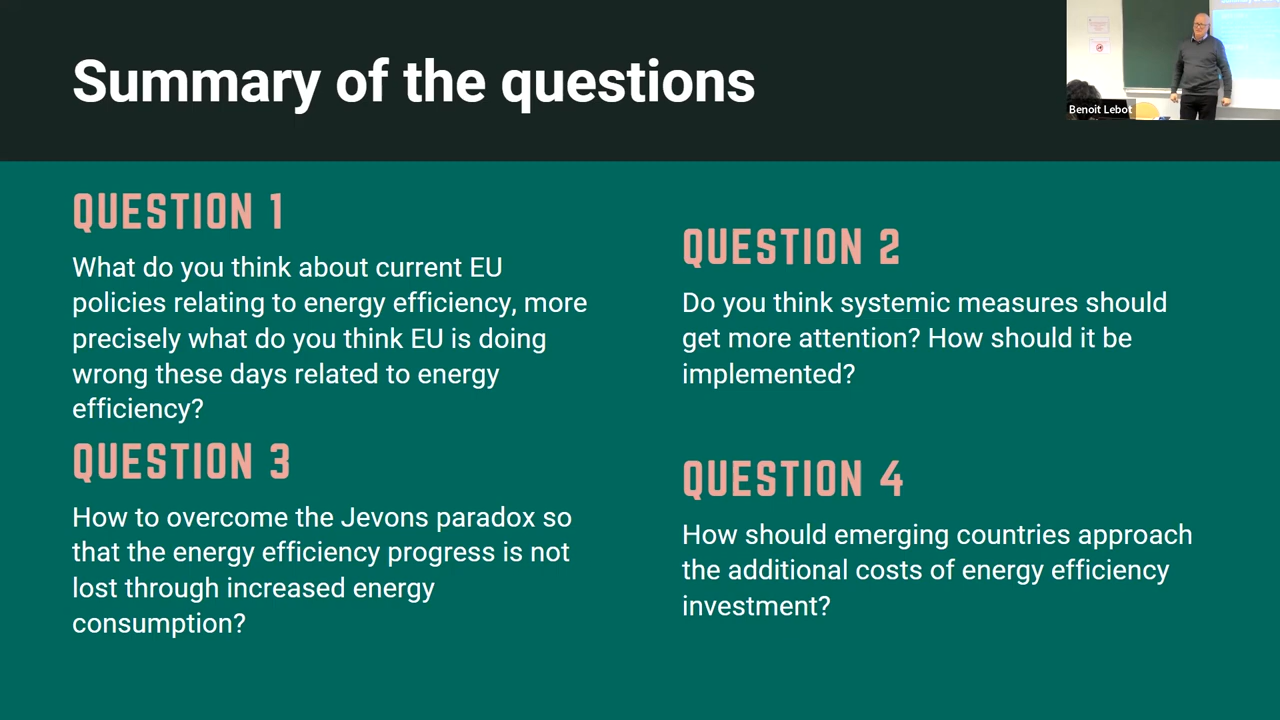 Summary of the questions
Benoit Lebot
QUESTION 1
What do you think about current EU
policies relating to energy efficiency, more
precisely what do you think EU is doing
wrong these days related to energy
efficiency?
QUESTION 2
Do you think systemic measures should
get more attention? How should it be
implemented?
QUESTION 3
How to overcome the Jevons paradox so
that the energy efficiency progress is not
lost through increased energy
consumption?
QUESTION 4
How should emerging countries approach
the additional costs of energy efficiency
investment?